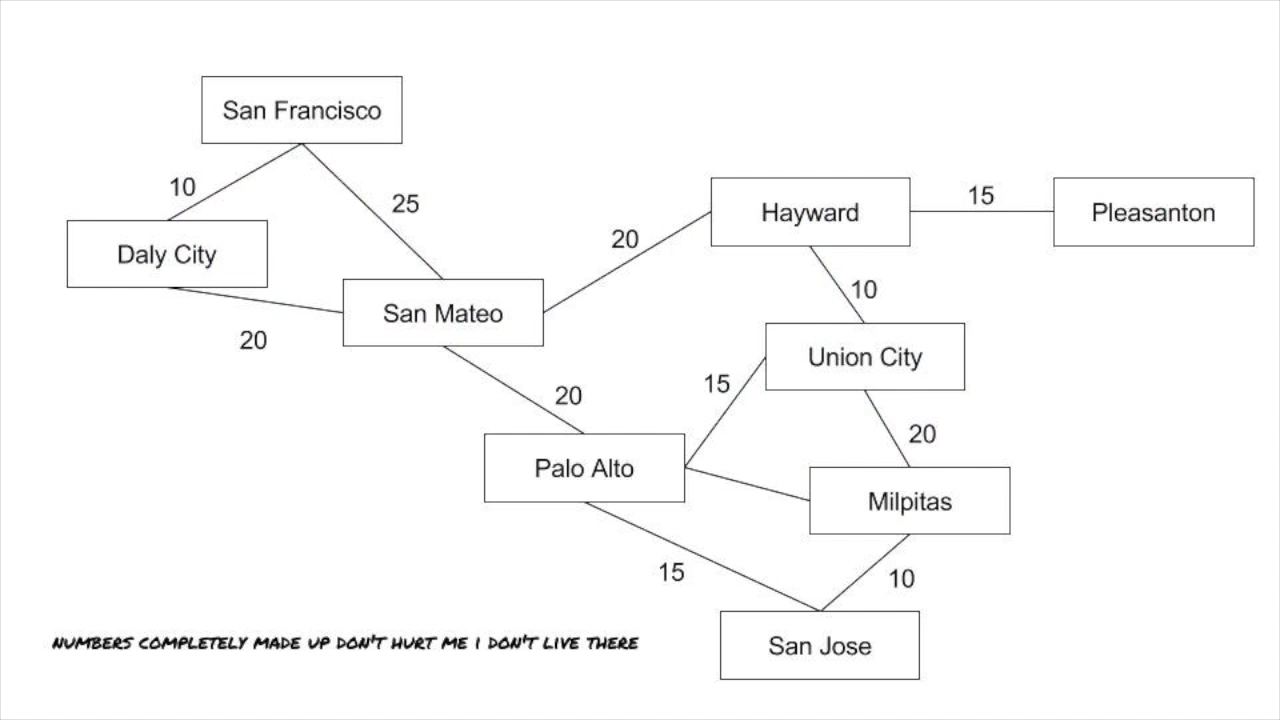 San Francisco
10
25
Daly City
20
San Mateo
20
Hayward
15
Pleasanton
10
Union City
15
20
20
Palo Alto
Milpitas
15
10
San Jose
NUMBERS COMPLETELY MADE UP DON'T HURT ME I DON'T LIVE THERE